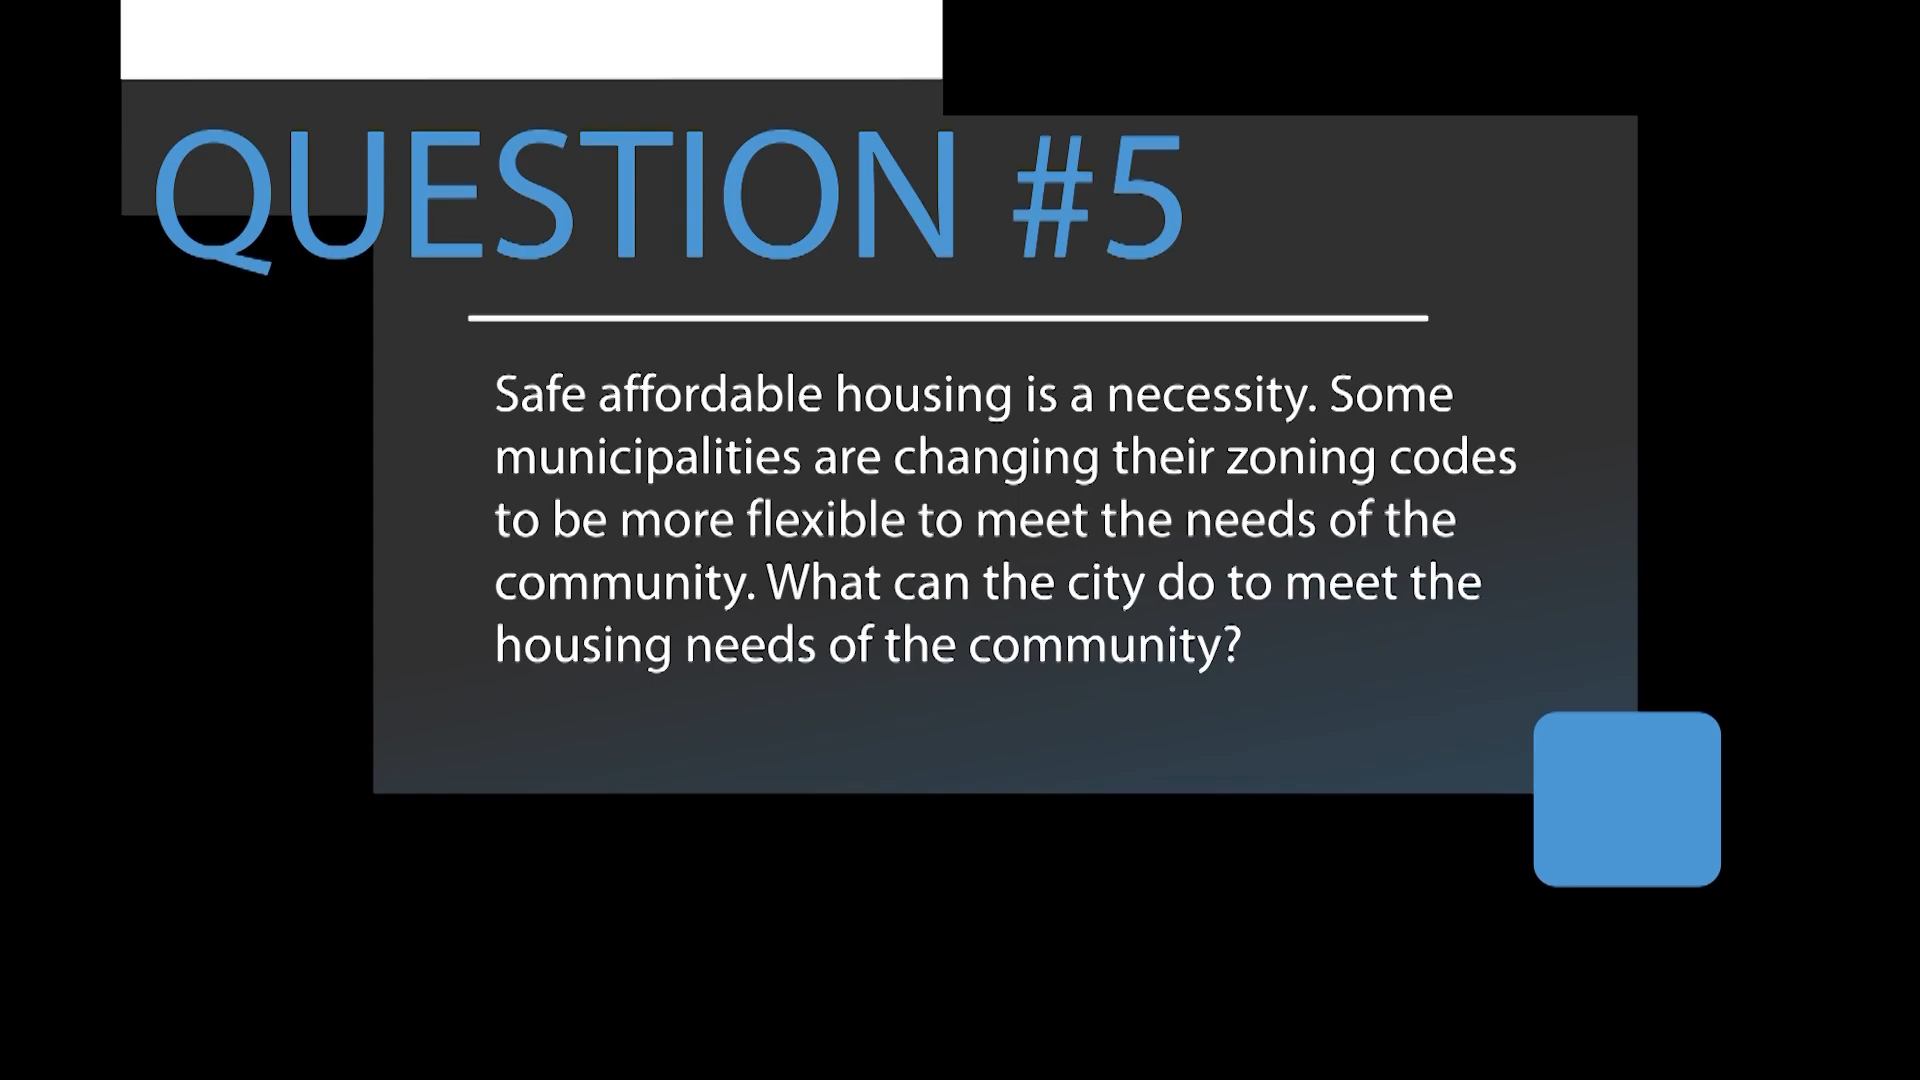 QUESTION #5
Safe affordable housing is a necessity. Some
municipalities are changing their zoning codes
to be more flexible to meet the needs of the
community. What can the city do to meet the
housing needs of the community?